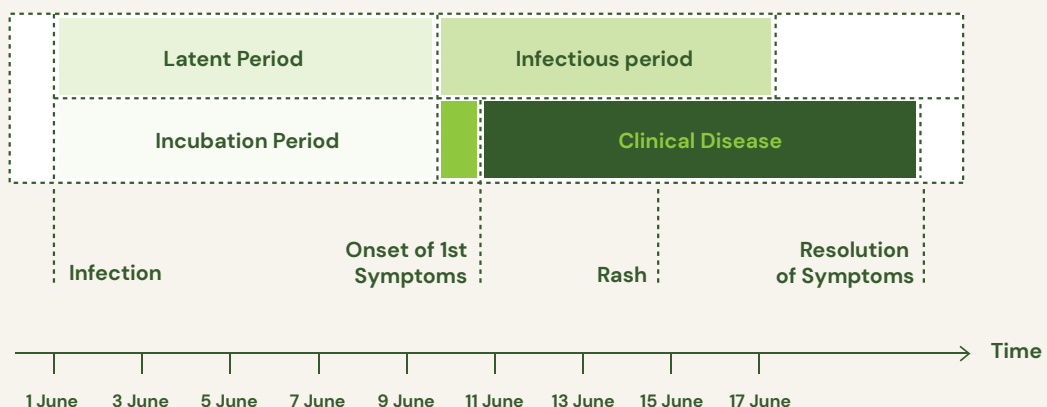 Latent Period
Infectious period
Incubation Period
Clinical Disease
Infection
Onset of 1st
Symptoms
Rash
Resolution
of Symptoms
Time
1 June
3 June
5 June
7 June
9 June
11 June
13 June
15 June
17 June